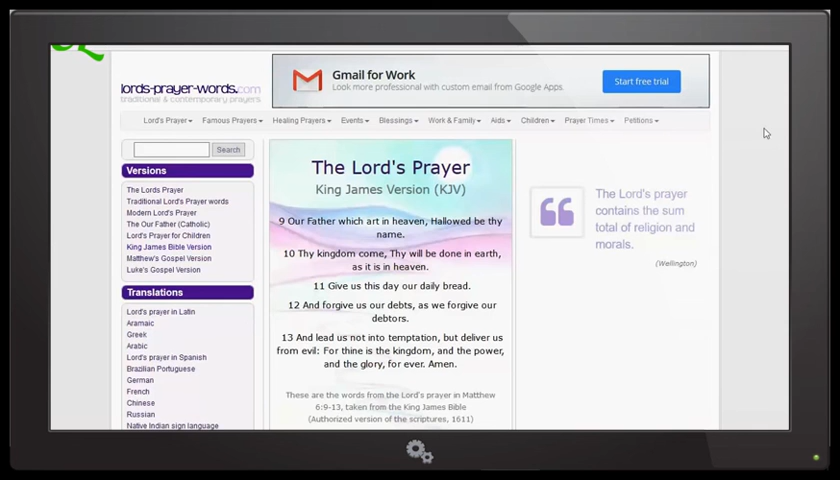 Gmail for Work
Look more professional with custom email from Google Apps.
Start free trial
lords-prayer-words.com
traditional & contemporary prayers
Lord's Prayer Famous Prayers Healing Prayers Events Blessings Work & Family Aids Children Prayer Times Petitions
Search
Versions
The Lords Prayer
Traditional Lord's Prayer words
Modern Lord's Prayer
The Our Father (Catholic)
Lord's Prayer for Children
King James Bible Version
Matthew's Gospel Version
Luke's Gospel Version
Translations
Lord's prayer in Latin
Aramaic
Greek
Arabic
Lord's prayer in Spanish
Brazilian Portuguese
German
French
Chinese
Russian
Native Indian sign language
The Lord's Prayer
King James Version (KJV)
9 Our Father which art in heaven, Hallowed be thy
name.
10 Thy kingdom come, Thy will be done in earth,
as it is in heaven.
11 Give us this day our daily bread.
12 And forgive us our debts, as we forgive our
debtors.
13 And lead us not into temptation, but deliver us
from evil: For thine is the kingdom, and the power,
and the glory, for ever. Amen.
These are the words from the Lord's prayer in Matthew
6:9-13, taken from the King James Bible
(Authorized version of the scriptures, 1611)
The Lord's prayer
contains the sum
total of religion and
morals.
(Wellington)